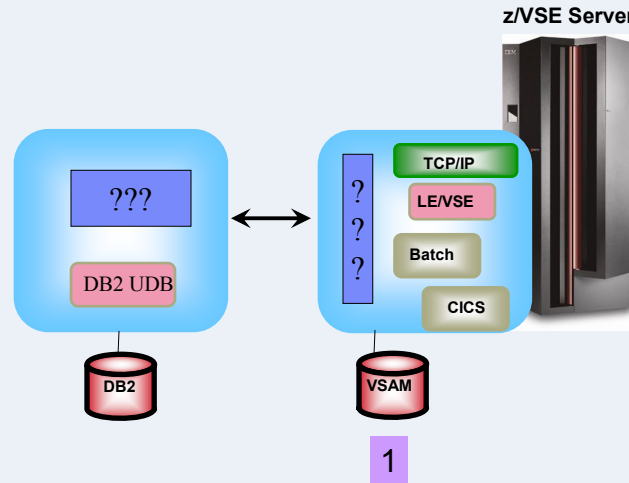 z/VSE Server
???
DB2 UDB
DB2
?
?
?
TCP/IP
LE/VSE
Batch
CICS
VSAM
1